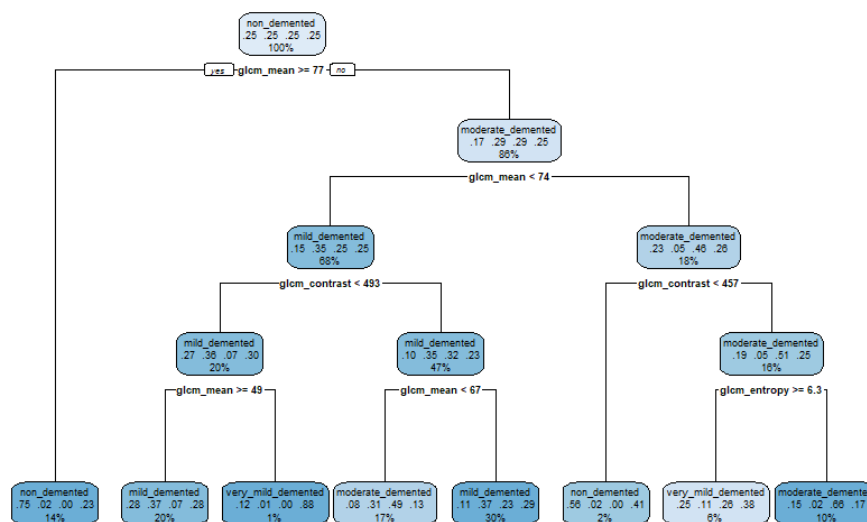 non_demented
.25 .25 .25 .25
100%
yes glcm_mean >= 77 no
moderate_demented
.17 .29 .29 .25
86%
glcm_mean < 74
mild_demented
.15 .35 .25 .25
68%
moderate_demented
.23 .05 .46 .26
18%
glcm_contrast < 493
glcm_contrast < 457
mild_demented
.27 .36 .07 .30
20%
mild_demented
.10 .35 .32 .23
47%
moderate_demented
.19 .05 .51 .25
16%
glcm_mean >= 49
glcm_mean < 67
glcm_entropy >= 6.3
non_demented
.75 .02 .00 .23
14%
mild_demented
.28 .37 .07 .28
20%
very_mild_demented
.12 .01 .00 .88
1%
moderate_demented
.08 .31 .49 .13
17%
mild_demented
.11 .37 .23 .29
30%
non_demented
.56 .02 .00 .41
2%
very_mild_demented
.25 .11 .26 .38
6%
moderate_demented
.15 .02 .66 .17
10%